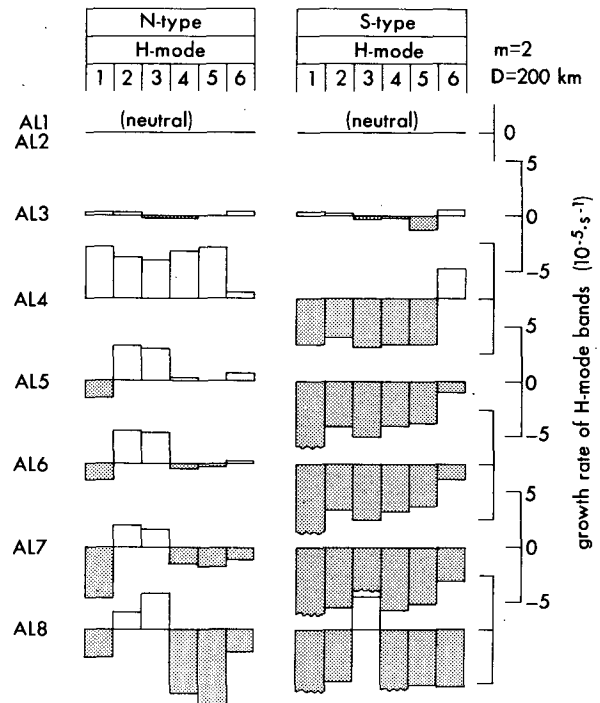 N-type S-type
H-mode H-mode m=2
1 2 3 4 5 6 1 2 3 4 5 6 D=200 km
AL1 (neutral) (neutral) 0
AL2
5
AL3 0
-5
AL4
5
AL5 0
-5
AL6
5
AL7 0
-5
AL8
growth rate of H-mode bands (10-5·s-1)